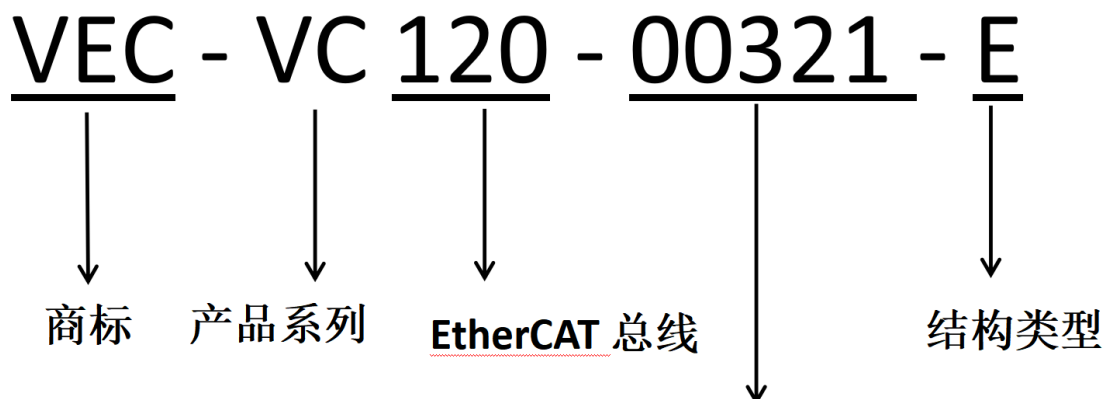 VEC - VC 120 - 00321 - E
商标 产品系列 EtherCAT 总线 结构类型